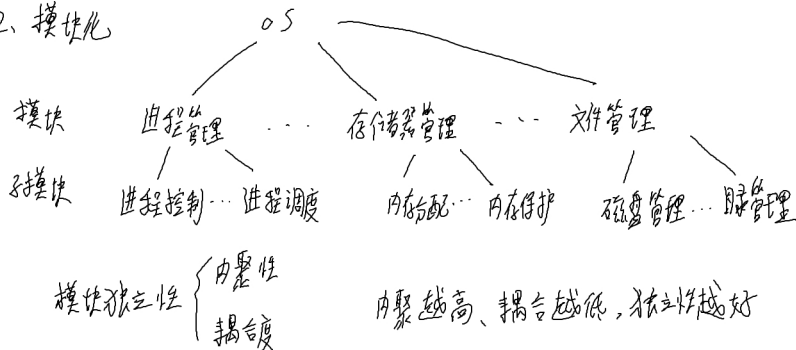 2、模块化 OS
模块 进程管理 ... 存储器管理 ... 文件管理
子模块 进程控制...进程调度 内存分配...内存保护 磁盘管理...目录管理
模块独立性 内聚性 耦合度 内聚越高、耦合越低,独立性越好